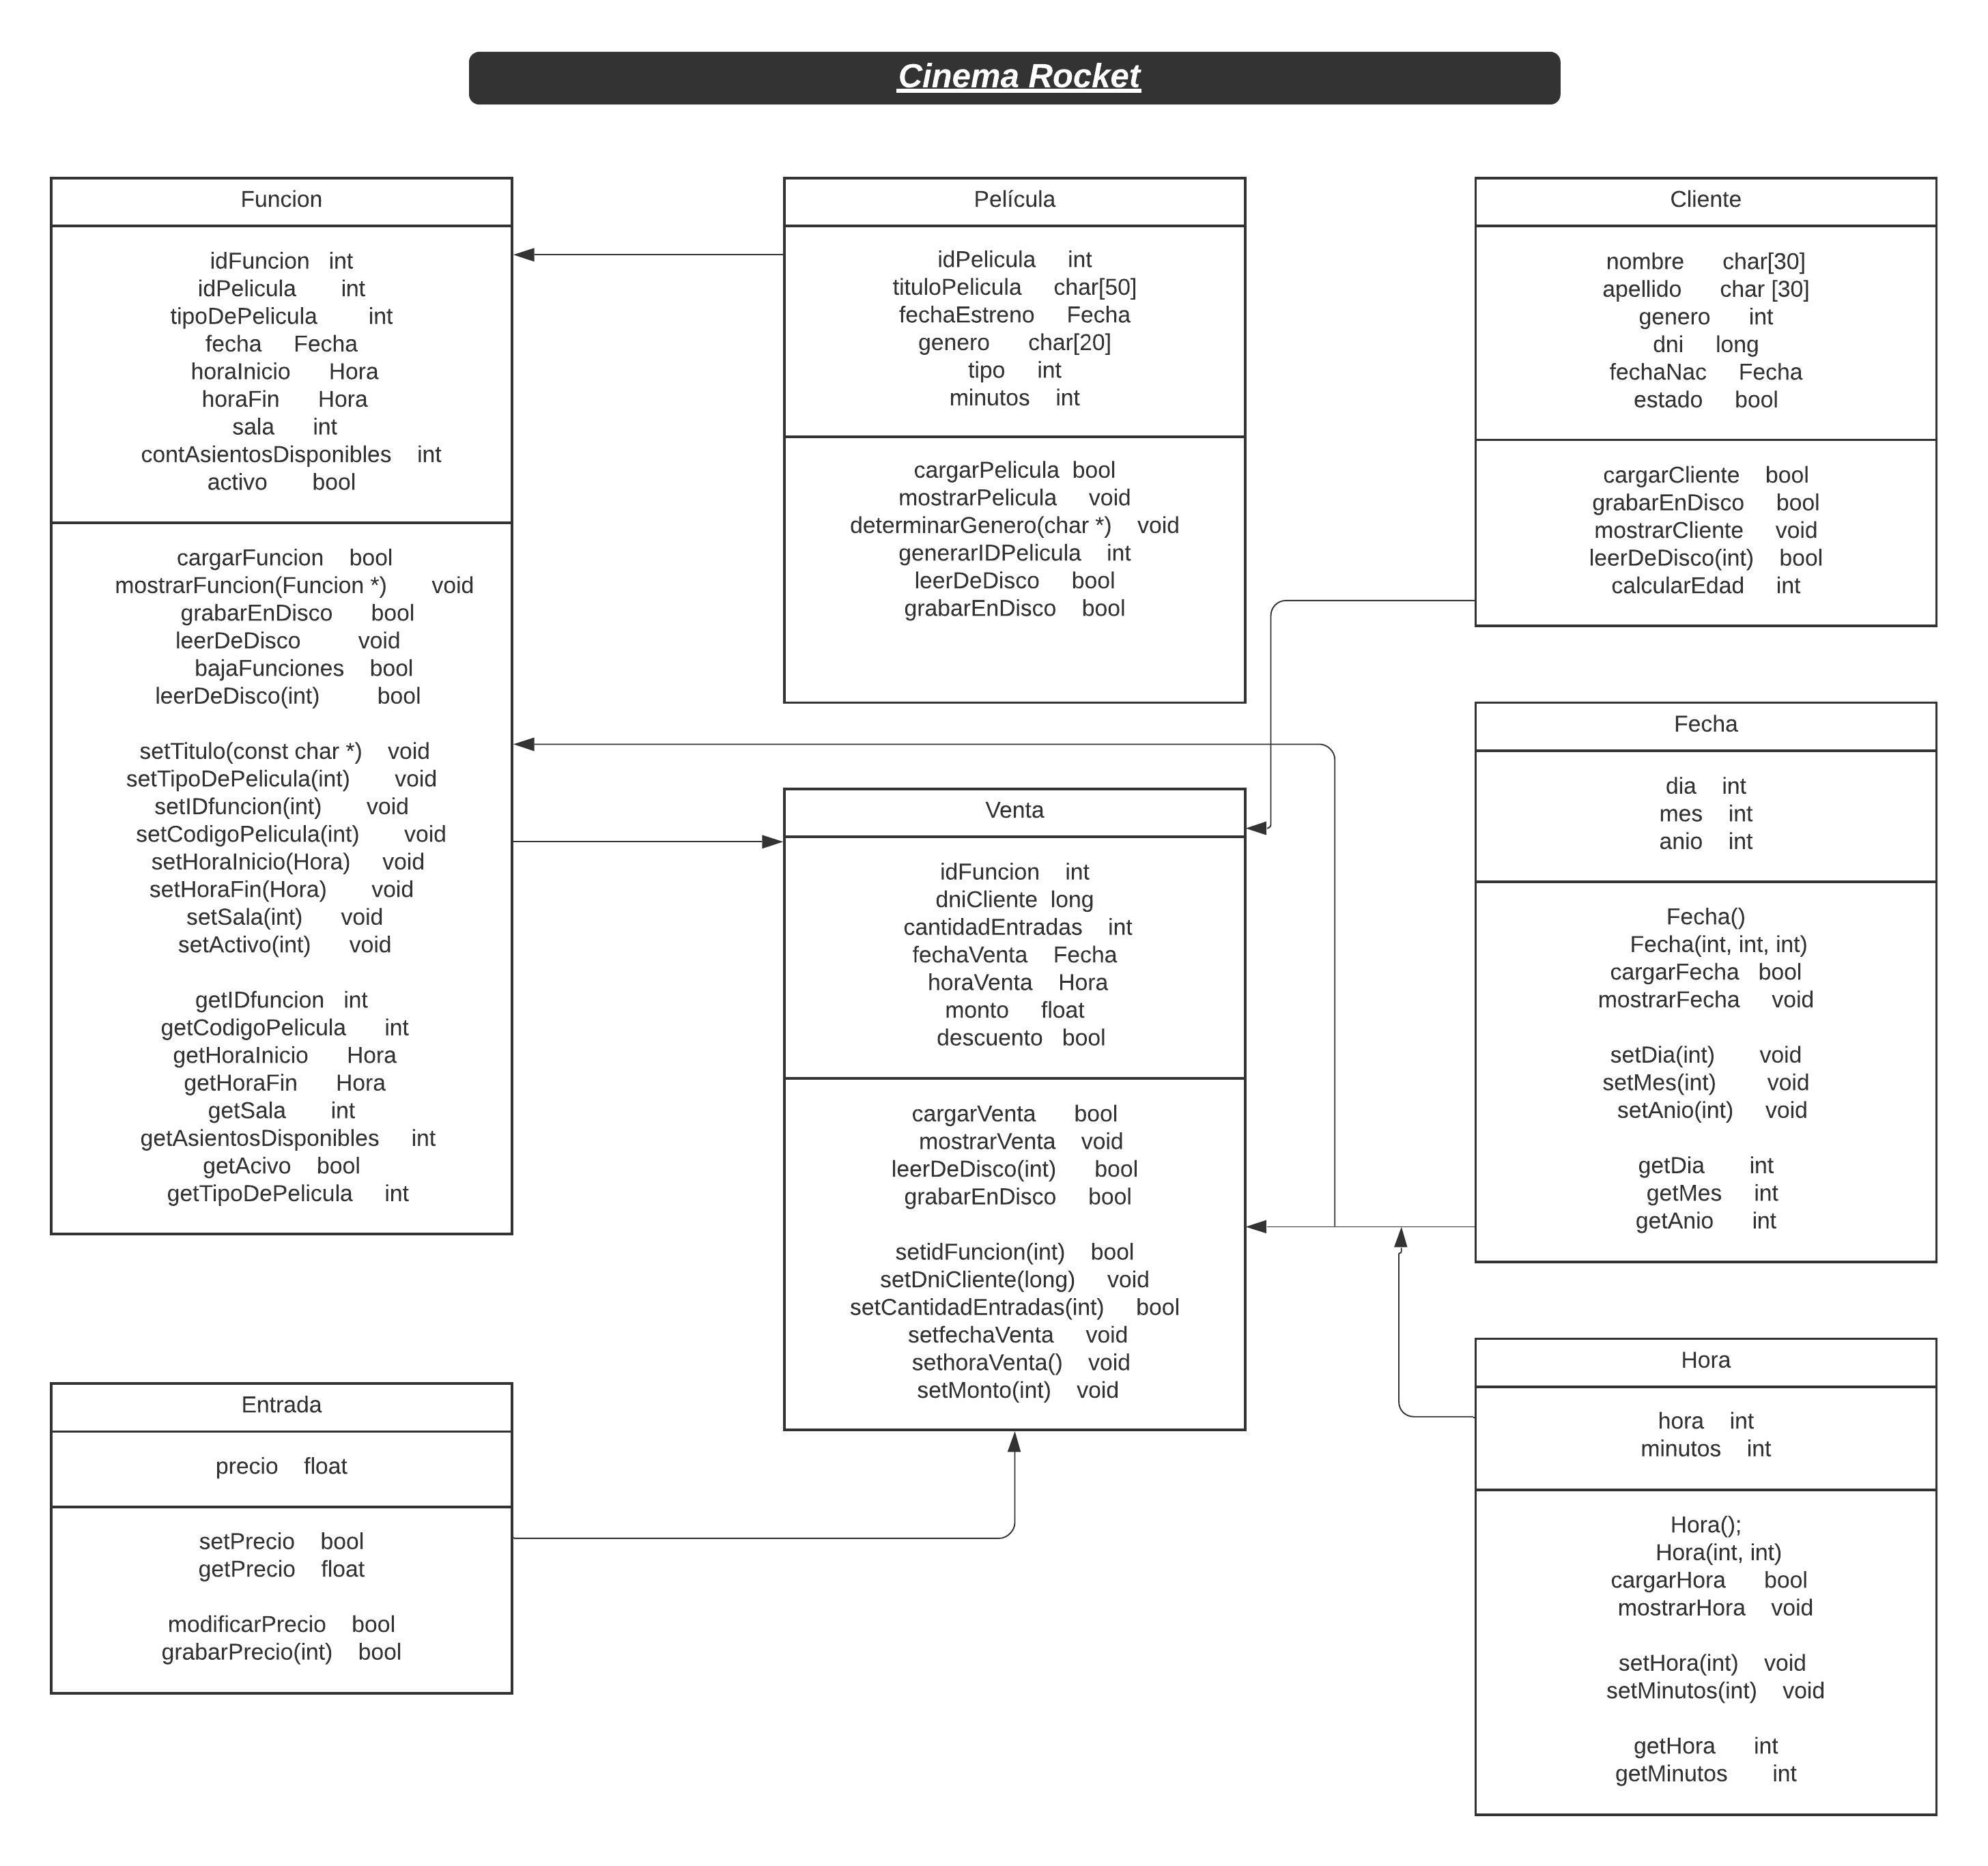 Cinema Rocket
Funcion
idFuncion int
idPelicula int
tipoDePelicula int
fecha Fecha
horaInicio Hora
horaFin Hora
sala int
contAsientosDisponibles int
activo bool
cargarFuncion bool
mostrarFuncion(Funcion *) void
grabarEnDisco bool
leerDeDisco void
bajaFunciones bool
leerDeDisco(int) bool
setTitulo(const char *) void
setTipoDePelicula(int) void
setIDfuncion(int) void
setCodigoPelicula(int) void
setHoraInicio(Hora) void
setHoraFin(Hora) void
setSala(int) void
setActivo(int) void
getIDfuncion int
getCodigoPelicula int
getHoraInicio Hora
getHoraFin Hora
getSala int
getAsientosDisponibles int
getAcivo bool
getTipoDePelicula int
Película
idPelicula int
tituloPelicula char[50]
fechaEstreno Fecha
genero char[20]
tipo int
minutos int
cargarPelicula bool
mostrarPelicula void
determinarGenero(char *) void
generarIDPelicula int
leerDeDisco bool
grabarEnDisco bool
Cliente
nombre char[30]
apellido char [30]
genero int
dni long
fechaNac Fecha
estado bool
cargarCliente bool
grabarEnDisco bool
mostrarCliente void
leerDeDisco(int) bool
calcularEdad int
Venta
idFuncion int
dniCliente long
cantidadEntradas int
fechaVenta Fecha
horaVenta Hora
monto float
descuento bool
cargarVenta bool
mostrarVenta void
leerDeDisco(int) bool
grabarEnDisco bool
setidFuncion(int) bool
setDniCliente(long) void
setCantidadEntradas(int) bool
setfechaVenta void
sethoraVenta() void
setMonto(int) void
Fecha
dia int
mes int
anio int
Fecha()
Fecha(int, int, int)
cargarFecha bool
mostrarFecha void
setDia(int) void
setMes(int) void
setAnio(int) void
getDia int
getMes int
getAnio int
Entrada
precio float
setPrecio bool
getPrecio float
modificarPrecio bool
grabarPrecio(int) bool
Hora
hora int
minutos int
Hora();
Hora(int, int)
cargarHora bool
mostrarHora void
setHora(int) void
setMinutos(int) void
getHora int
getMinutos int